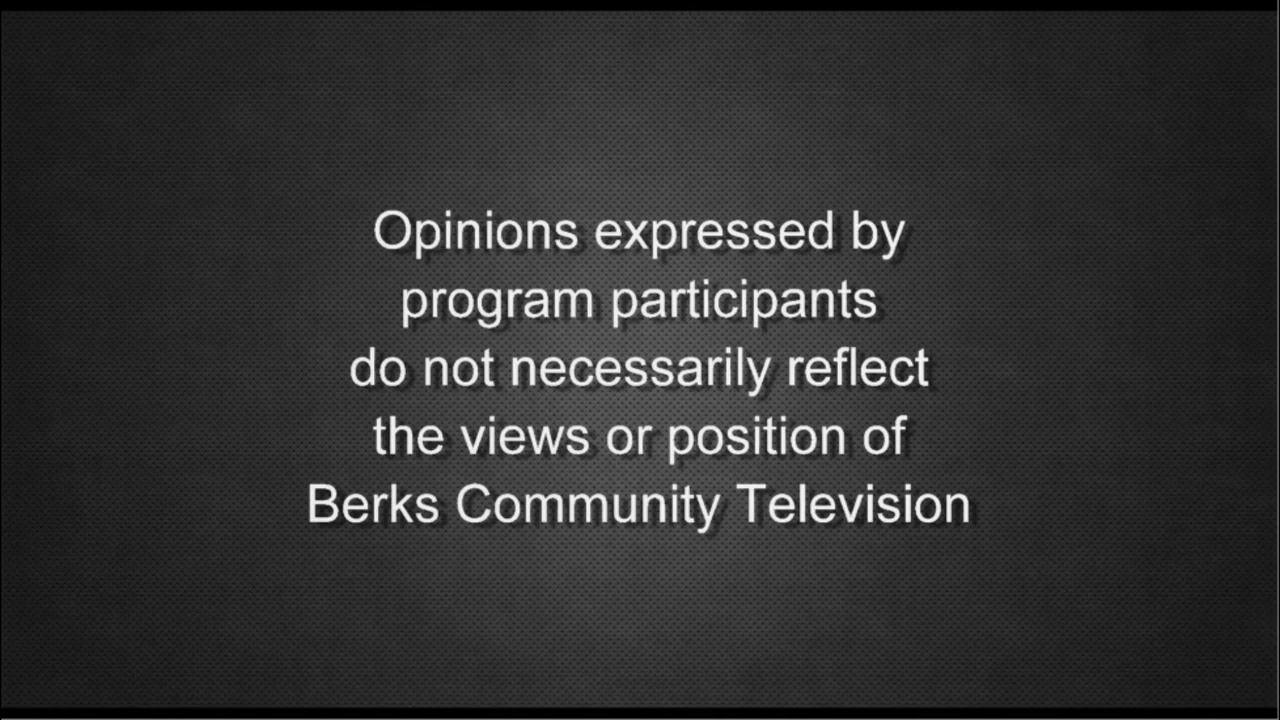 Opinions expressed by
program participants
do not necessarily reflect
the views or position of
Berks Community Television